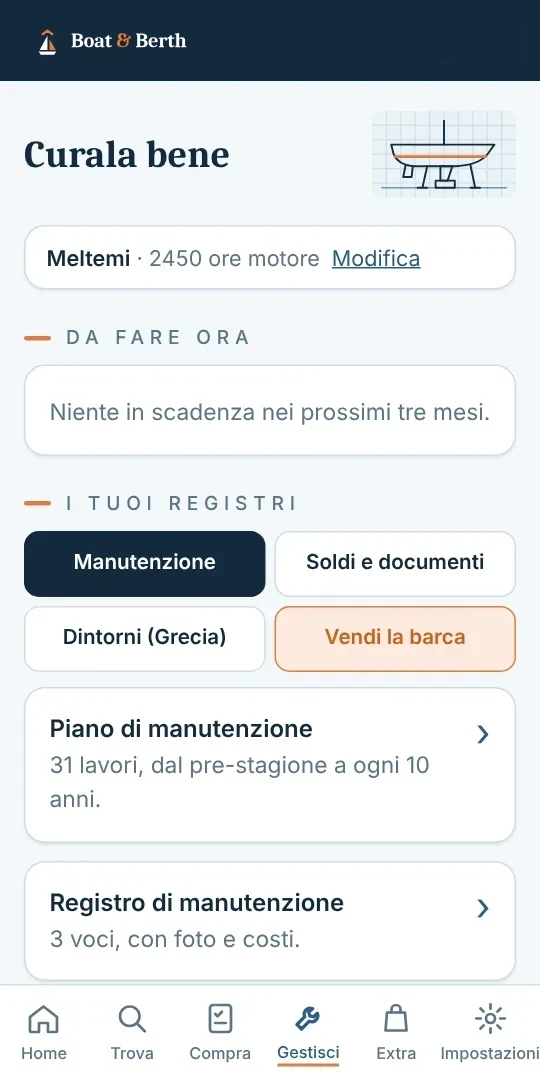 Boat & Berth
Curala bene
Meltemi · 2450 ore motore Modifica
DA FARE ORA
Niente in scadenza nei prossimi tre mesi.
I TUOI REGISTRI
Manutenzione
Soldi e documenti
Dintorni (Grecia)
Vendi la barca
Piano di manutenzione
31 lavori, dal pre-stagione a ogni 10
anni.
Registro di manutenzione
3 voci, con foto e costi.
Home
Trova
Compra
Gestisci
Extra
Impostazioni